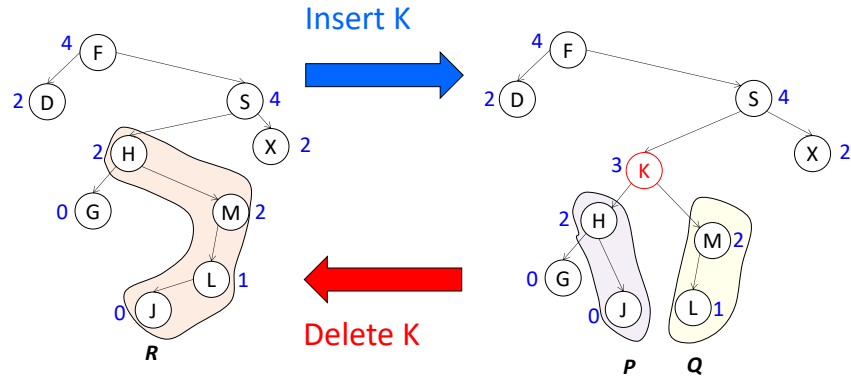 Insert K
Delete K
4 F
2 D
S 4
X 2
2 H
0 G
M 2
L 1
0 J
R
4 F
2 D
S 4
X 2
3 K
2 H
M 2
0 G
0 J
L 1
P
Q